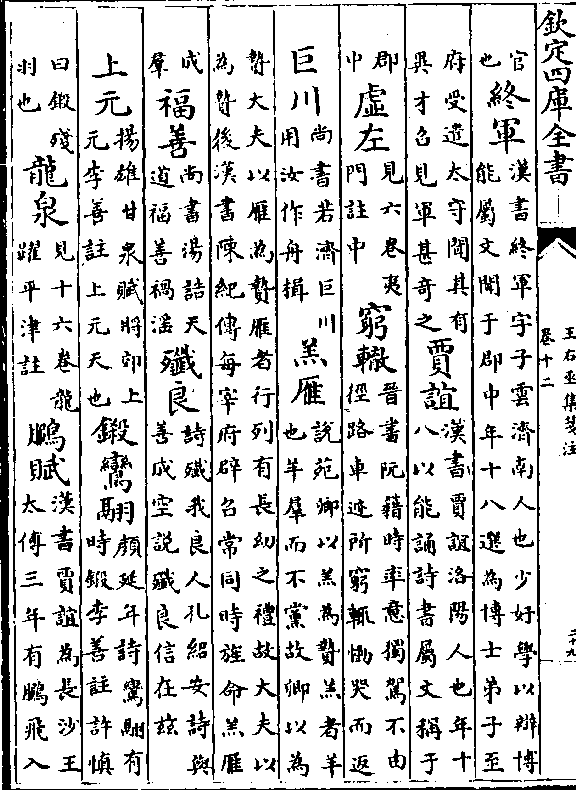 欽定四庫全書
王右丞集箋注
卷十二
二十九
官也終軍漢書終軍字子雲濟南人也少好學以辨博能屬文聞于郡中年十八選為博士弟子至
府受遣太守聞其有異才召見軍甚奇之賈誼漢書賈誼洛陽人也年十八以能誦詩書屬文稱于
郡中虛左見六卷夷門註中窮轍晉書阮籍時率意獨駕不由徑路車迹所窮輒慟哭而返
巨川尚書若濟巨川用汝作舟楫羔雁說苑卿以羔為贄羔者羊也羊羣而不黨故卿以為
贄大夫以雁為贄雁者行列有長幼之禮故大夫以為贄後漢書陳紀傳每宰府辟召常同時旌命羔雁
成羣福善尚書湯誥天道福善禍淫殲良詩殲我良人孔紹安詩與善成空說殲良信在玆
上元揚雄甘泉賦將郊上元李善註上元天也鍜鸞翮顏延年詩鸞翮有時鍜李善註許慎
曰鍜殘羽也龍泉見十六卷龍躍平津註鵩賦漢書賈誼為長沙王太傅三年有鵩飛入